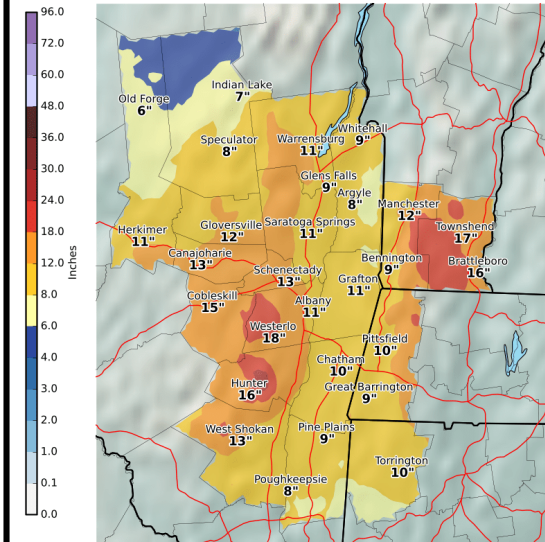 96.0
72.0
60.0
48.0
36.0
30.0
24.0
18.0
12.0
8.0
6.0
4.0
3.0
2.0
1.0
0.1
0.0
Inches
Indian Lake
7"
Old Forge
6"
Whitehall
9"
Speculator
8"
Warrensburg
11"
Glens Falls
9"
Argyle
8"
Manchester
12"
Herkimer
11"
Gloversville
12"
Saratoga Springs
11"
Townshend
17"
Canajoharie
13"
Bennington
9"
Brattleboro
16"
Schenectady
13"
Grafton
11"
Cobleskill
15"
Albany
11"
Westerlo
18"
Pittsfield
10"
Chatham
10"
Hunter
16"
Great Barrington
9"
West Shokan
13"
Pine Plains
9"
Torrington
10"
Poughkeepsie
8"